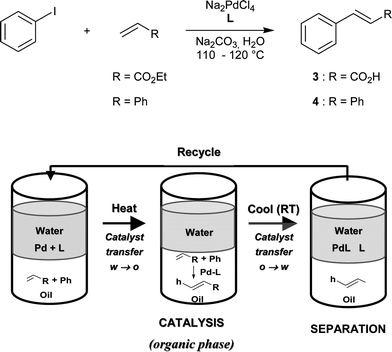 Na2PdCl4
L
I
+
R
Na2CO3, H2O
110 - 120 °C
R
R = CO2Et
R = Ph
3 : R = CO2H
4 : R = Ph
Recycle
Water
Pd + L
R + Ph
Oil
Heat
Catalyst
transfer
w → o
Water
R + Ph
Pd-L
h R
Oil
CATALYSIS
(organic phase)
Cool (RT)
Catalyst
transfer
o → w
Water
PdL L
h
Oil
SEPARATION